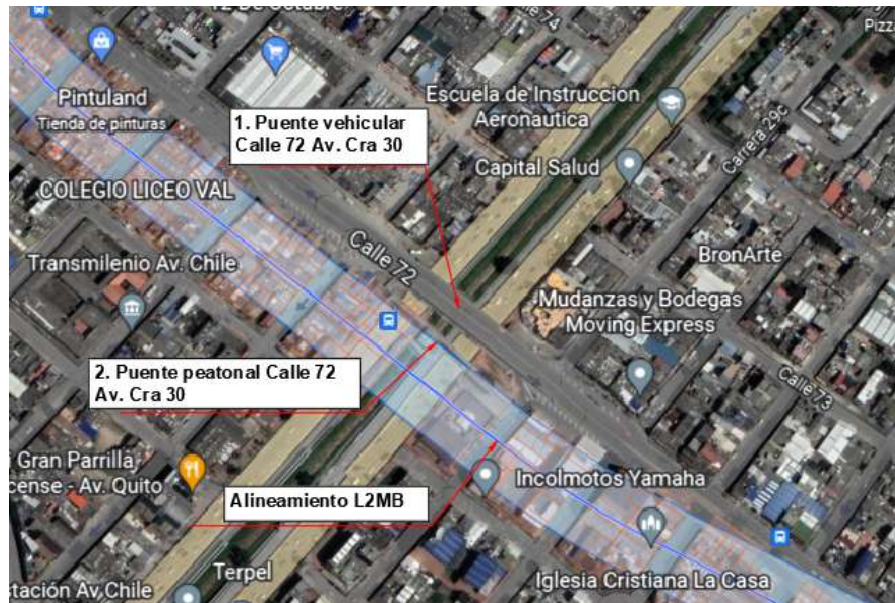 12 De Octubre
Calle 74
Pizza
Pintuland
Tienda de pinturas
1. Puente vehicular
Calle 72 Av. Cra 30
Escuela de Instruccion
Aeronautica
Carrera 29c
Capital Salud
COLEGIO LICEO VAL
Calle 72
Transmilenio Av. Chile
BronArte
Mudanzas y Bodegas
Moving Express
2. Puente peatonal Calle 72
Av. Cra 30
Calle 73
Gran Parrilla
cense - Av. Quito
Alineamiento L2MB
Incolmotos Yamaha
Terpel
Iglesia Cristiana La Casa
stación Av. Chile